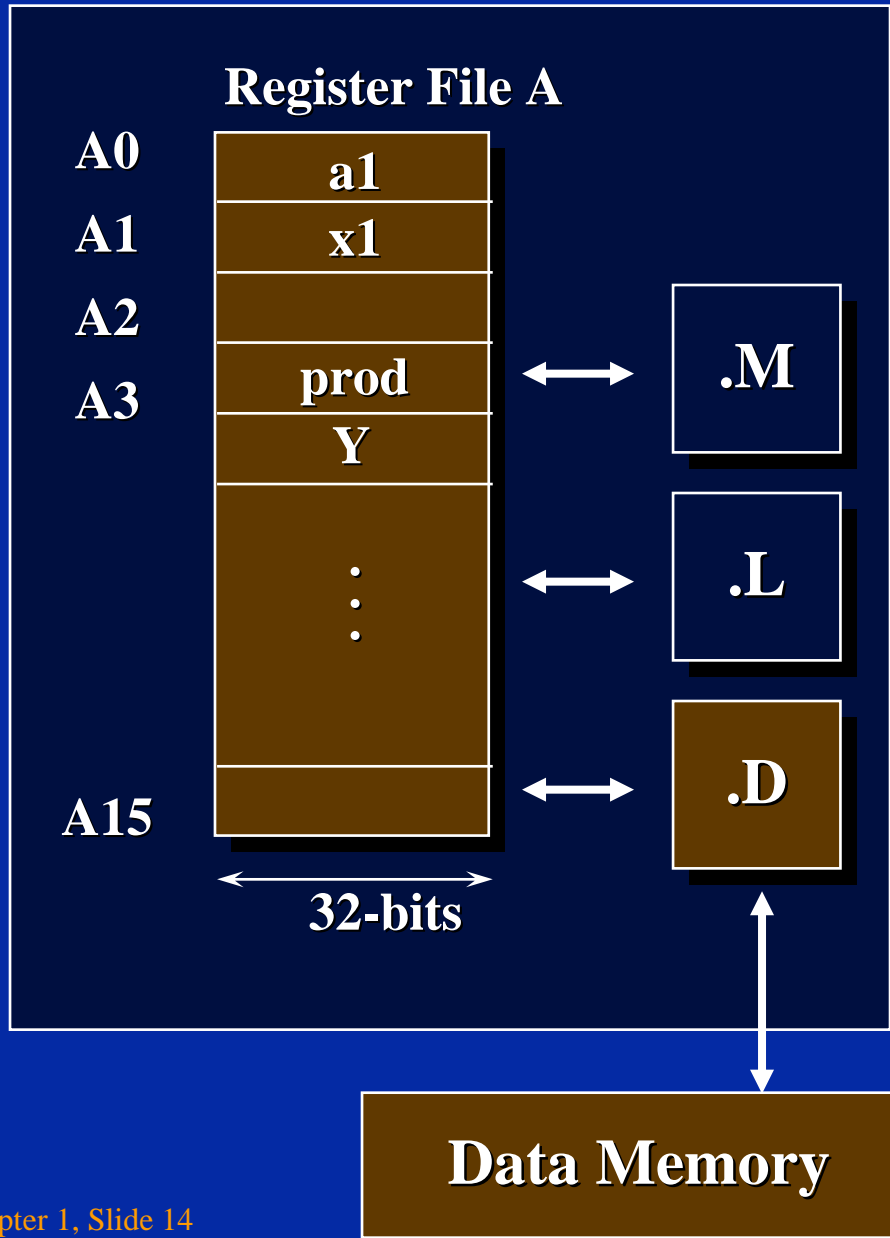 Register File A
A0
a1
A1
x1
A2
A3
prod
.M
Y
.
.
.
.L
A15
.D
32-bits
Data Memory
pter 1, Slide 14